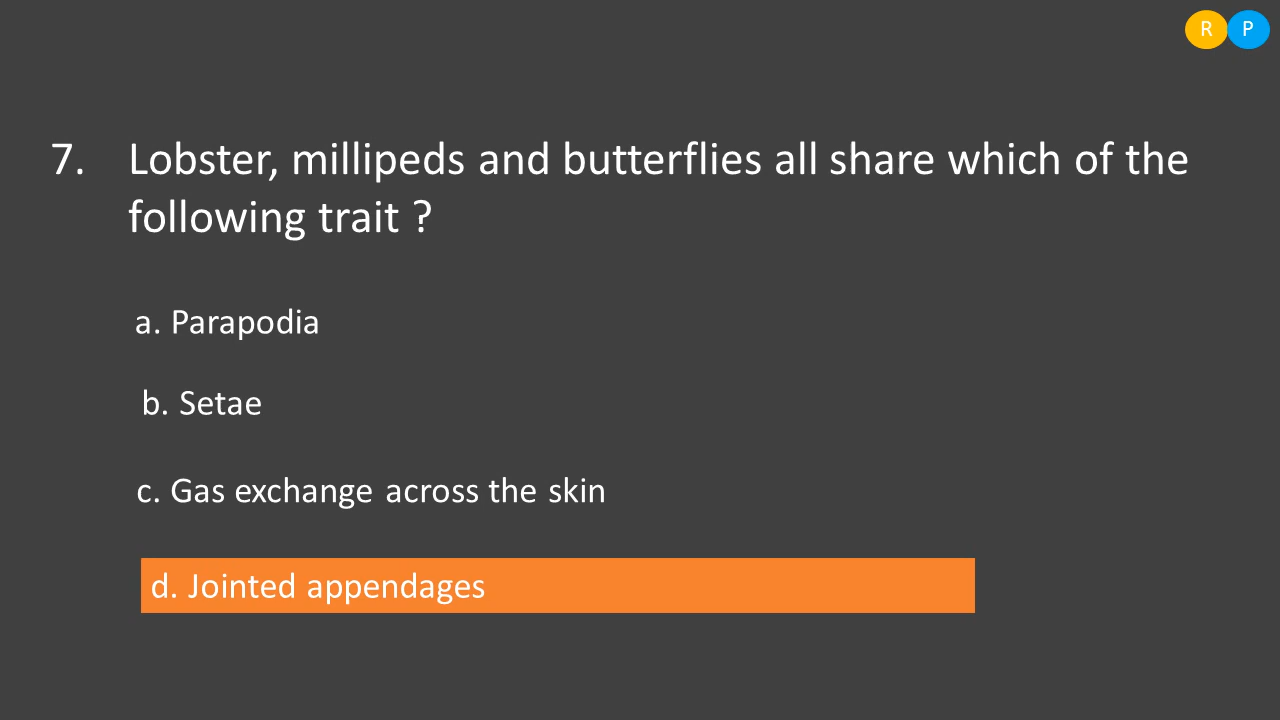 R P
7. Lobster, millipeds and butterflies all share which of the
following trait ?
a. Parapodia
b. Setae
c. Gas exchange across the skin
d. Jointed appendages